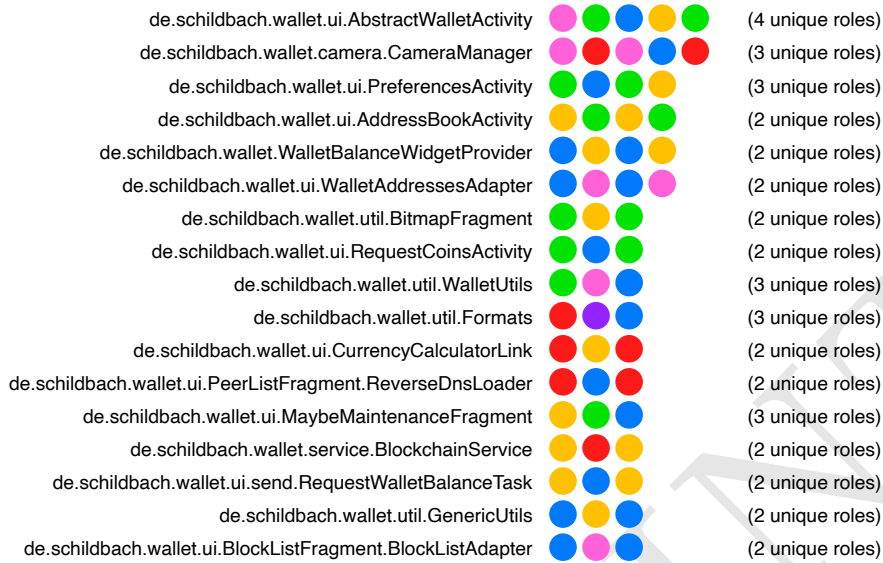 de.schildbach.wallet.ui.AbstractWalletActivity (4 unique roles)
de.schildbach.wallet.camera.CameraManager (3 unique roles)
de.schildbach.wallet.ui.PreferencesActivity (3 unique roles)
de.schildbach.wallet.ui.AddressBookActivity (2 unique roles)
de.schildbach.wallet.WalletBalanceWidgetProvider (2 unique roles)
de.schildbach.wallet.ui.WalletAddressesAdapter (2 unique roles)
de.schildbach.wallet.util.BitmapFragment (2 unique roles)
de.schildbach.wallet.ui.RequestCoinsActivity (2 unique roles)
de.schildbach.wallet.util.WalletUtils (3 unique roles)
de.schildbach.wallet.util.Formats (3 unique roles)
de.schildbach.wallet.ui.CurrencyCalculatorLink (2 unique roles)
de.schildbach.wallet.ui.PeerListFragment.ReverseDnsLoader (2 unique roles)
de.schildbach.wallet.ui.MaybeMaintenanceFragment (3 unique roles)
de.schildbach.wallet.service.BlockchainService (2 unique roles)
de.schildbach.wallet.ui.send.RequestWalletBalanceTask (2 unique roles)
de.schildbach.wallet.util.GenericUtils (2 unique roles)
de.schildbach.wallet.ui.BlockListFragment.BlockListAdapter (2 unique roles)